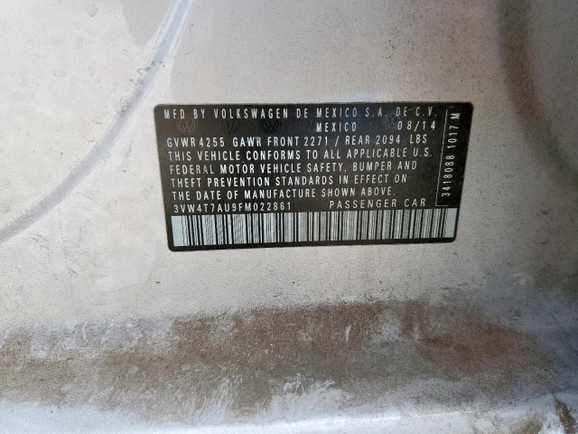 MFD BY VOLKSWAGEN DE MEXICO S.A. DE C.V.
MEXICO 08/14
GVWR 4255 GAWR FRONT 2271 / REAR 2094 LBS
THIS VEHICLE CONFORMS TO ALL APPLICABLE U.S.
FEDERAL MOTOR VEHICLE SAFETY, BUMPER AND
THEFT PREVENTION STANDARDS IN EFFECT ON THE
DATE OF MANUFACTURE SHOWN ABOVE.
3VW4T7AU9FM022861 PASSENGER CAR
3418088 1017 M